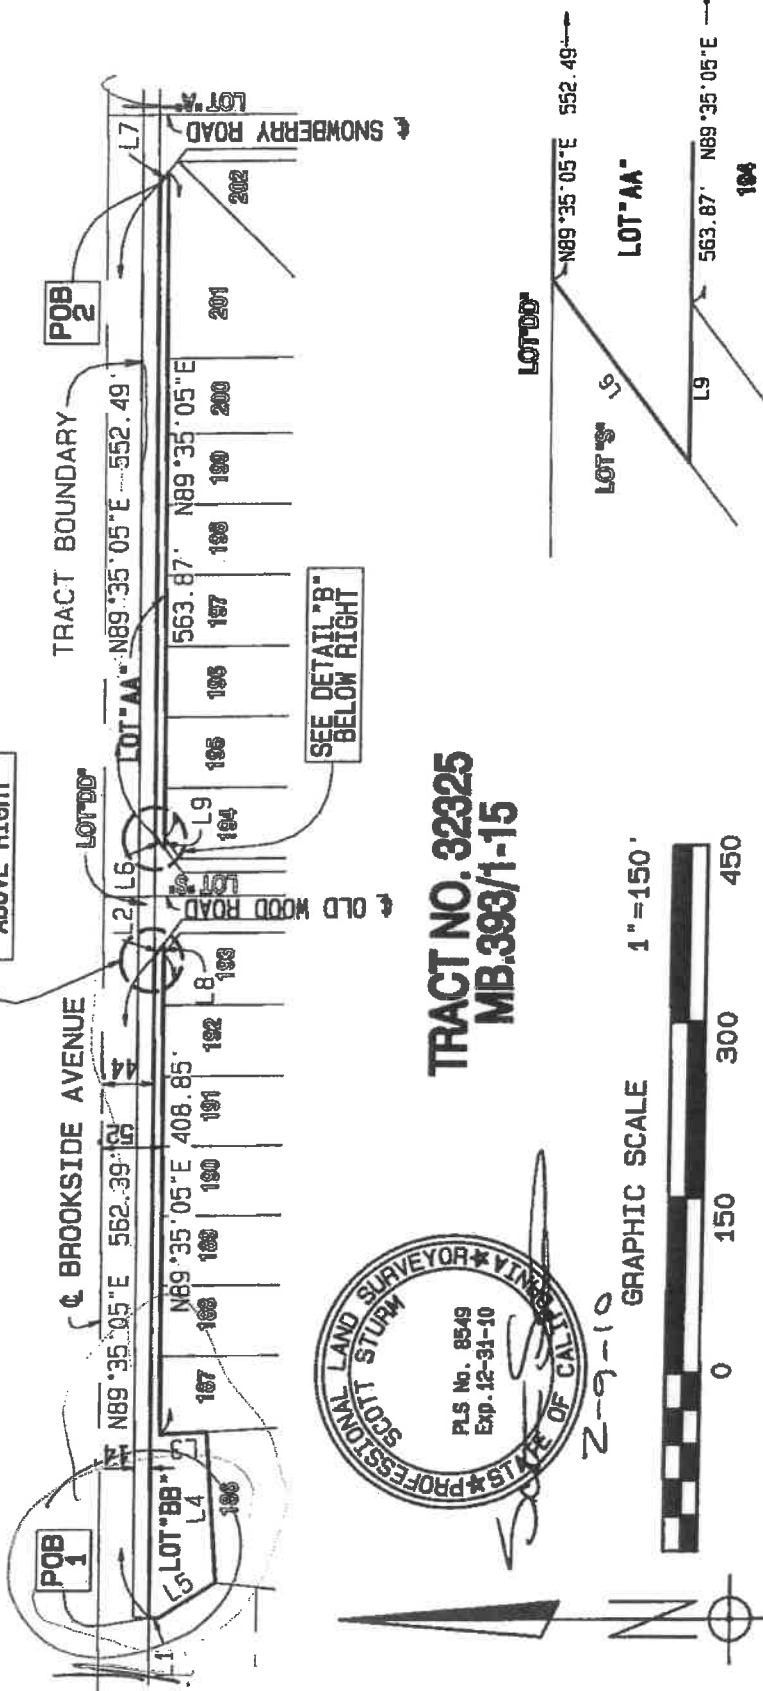 ABOVE RIGHT
℄ BROOKSIDE AVENUE
TRACT BOUNDARY
POB
1
POB
2
44
44
55
N89°35'05"E 562.39'
N89°35'05"E 552.49'
L2
L6
L7
LOT"DD"
LOT"AA"
LOT"BB"
LOT"S"
LOT"A"
1
L5
L4
L3
L8
L9
N89°35'05"E 408.85'
563.87' N89°35'05"E
186
187
188
189
190
191
192
193
194
195
196
197
198
199
200
201
202
℄ OLD WOOD ROAD
℄ SNOWBERRY ROAD
SEE DETAIL "B"
BELOW RIGHT
TRACT NO. 32325
MB.393/1-15
PROFESSIONAL LAND SURVEYOR
SCOTT STURM
PLS No. 8549
Exp. 12-31-10
STATE OF CALIFORNIA
2-9-10
GRAPHIC SCALE
1"=150'
0
150
300
450
N
LOT"DD"
N89°35'05"E 552.49'
LOT"S"
L6
LOT"AA"
L9
563.87' N89°35'05"E
194